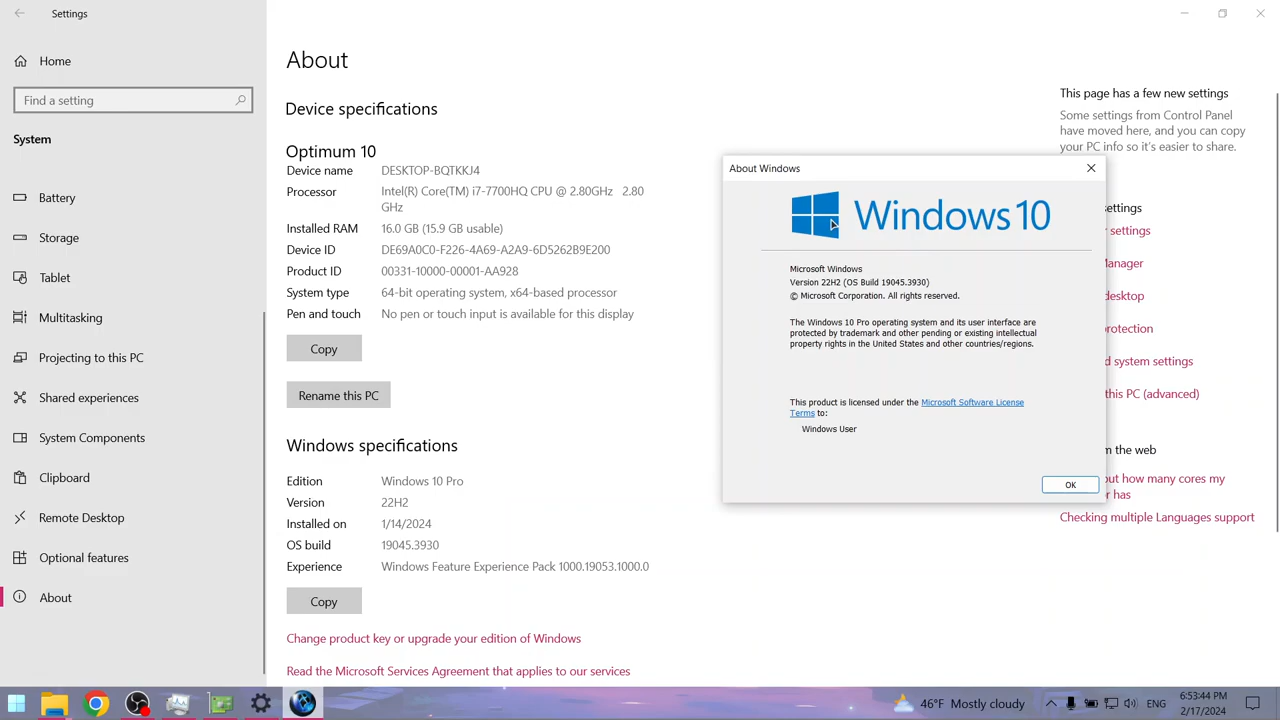 Settings
Home
Find a setting
System
Battery
Storage
Tablet
Multitasking
Projecting to this PC
Shared experiences
System Components
Clipboard
Remote Desktop
Optional features
About
About
Device specifications
Optimum 10
Device name DESKTOP-BQTKKJ4
Processor Intel(R) Core(TM) i7-7700HQ CPU @ 2.80GHz 2.80
GHz
Installed RAM 16.0 GB (15.9 GB usable)
Device ID DE69A0C0-F226-4A69-A2A9-6D5262B9E200
Product ID 00331-10000-00001-AA928
System type 64-bit operating system, x64-based processor
Pen and touch No pen or touch input is available for this display
Copy
Rename this PC
Windows specifications
Edition Windows 10 Pro
Version 22H2
Installed on 1/14/2024
OS build 19045.3930
Experience Windows Feature Experience Pack 1000.19053.1000.0
Copy
Change product key or upgrade your edition of Windows
Read the Microsoft Services Agreement that applies to our services
This page has a few new settings
Some settings from Control Panel
have moved here, and you can copy
your PC info so it's easier to share.
settings
settings
Manager
desktop
protection
d system settings
this PC (advanced)
m the web
out how many cores my
r has
Checking multiple Languages support
About Windows
Windows 10
Microsoft Windows
Version 22H2 (OS Build 19045.3930)
© Microsoft Corporation. All rights reserved.
The Windows 10 Pro operating system and its user interface are
protected by trademark and other pending or existing intellectual
property rights in the United States and other countries/regions.
This product is licensed under the Microsoft Software License
Terms to:
Windows User
OK
46°F Mostly cloudy
ENG
6:53:44 PM
2/17/2024